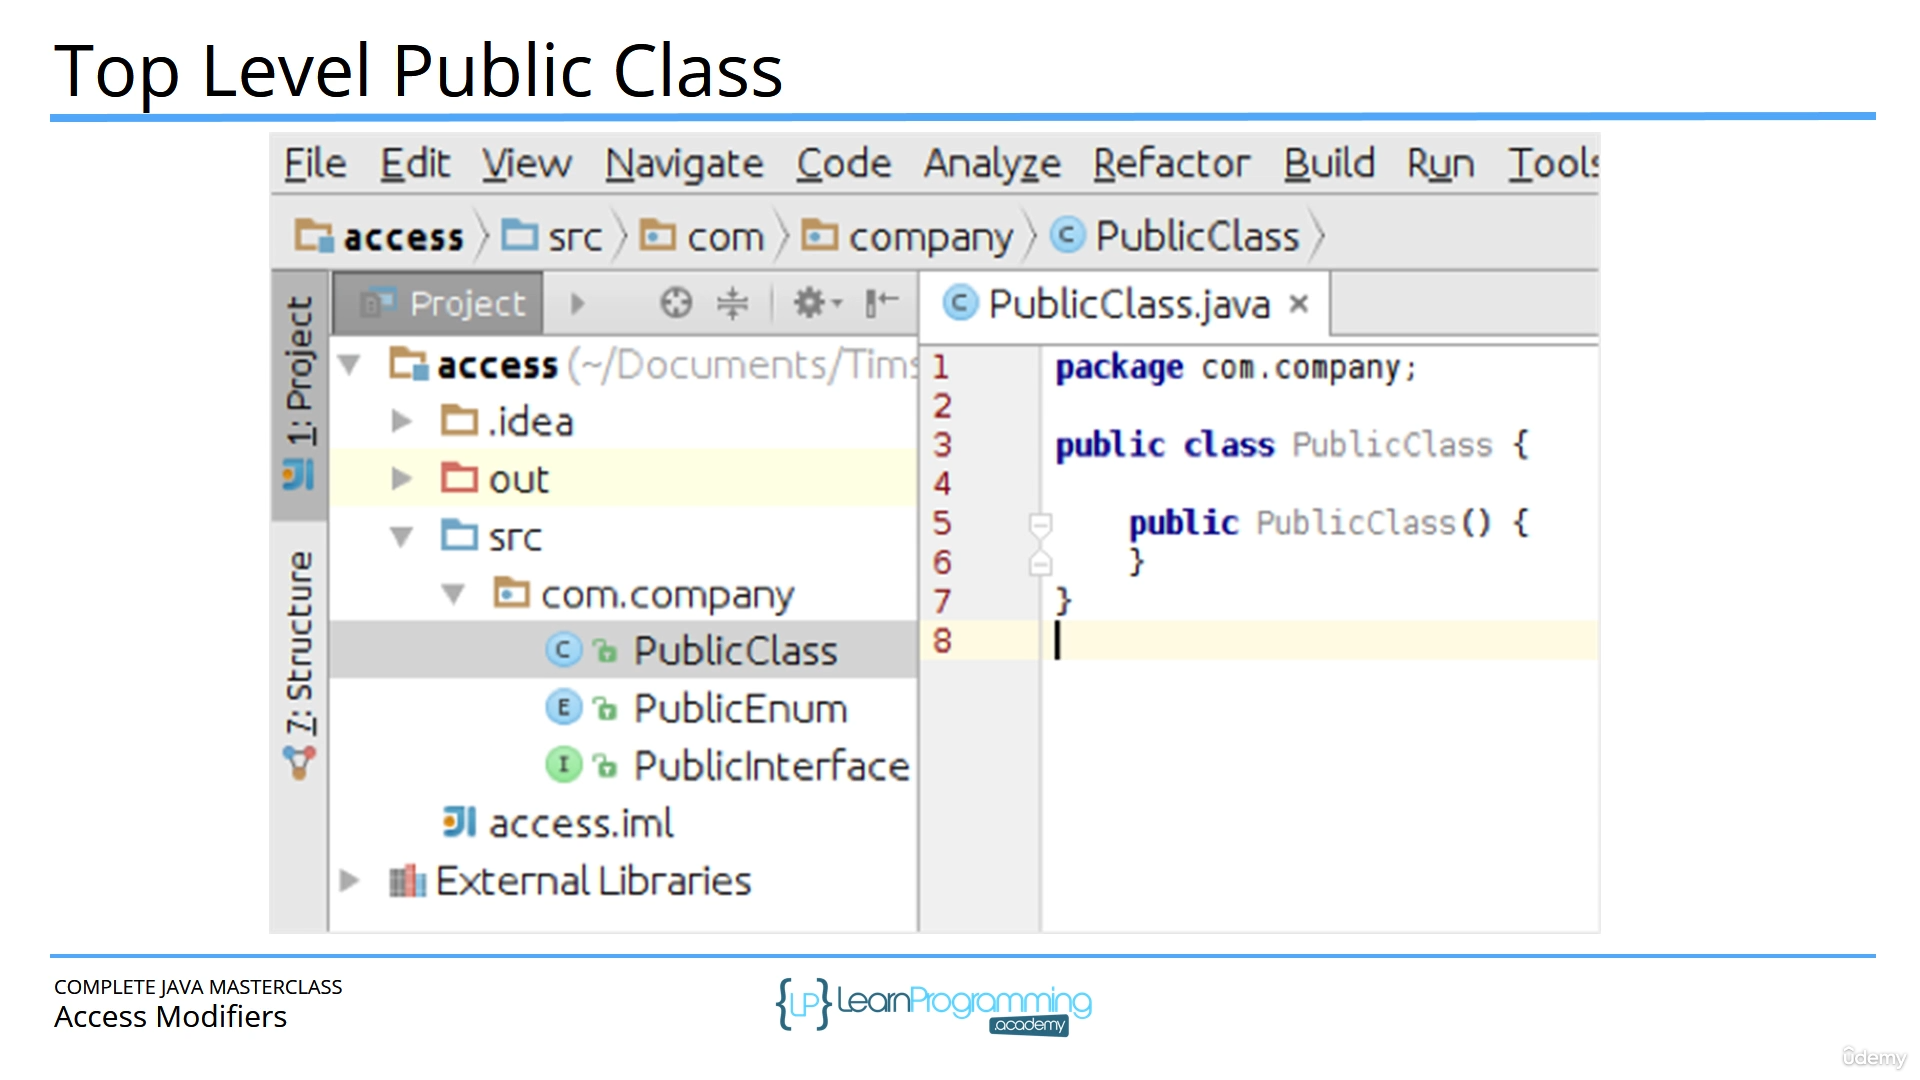 Top Level Public Class
File Edit View Navigate Code Analyze Refactor Build Run Tools
access src com company PublicClass
1: Project
7: Structure
Project
PublicClass.java
access (~/Documents/Tims
.idea
out
src
com.company
PublicClass
PublicEnum
PublicInterface
access.iml
External Libraries
1 package com.company;
2
3 public class PublicClass {
4
5 public PublicClass() {
6 }
7 }
8
COMPLETE JAVA MASTERCLASS
Access Modifiers
{LP} LearnProgramming
.academy
ûdemy